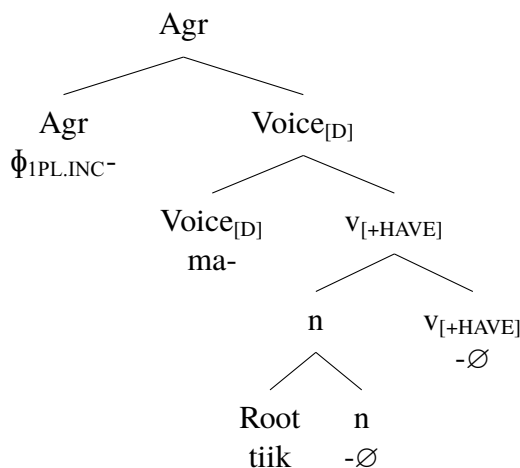 Agr
Agr Voice[D]
ϕ1PL.INC-
Voice[D] v[+HAVE]
ma-
n v[+HAVE]
-∅
Root n
tiik -∅